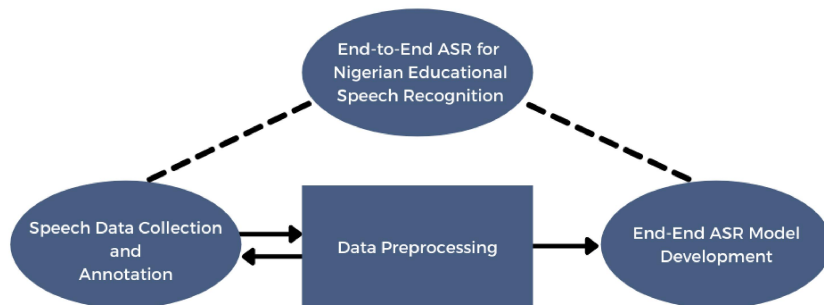 End-to-End ASR for
Nigerian Educational
Speech Recognition
Speech Data Collection
and
Annotation
Data Preprocessing
End-End ASR Model
Development